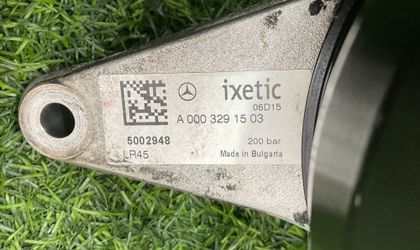 ixetic
06D15
A 000 329 15 03
5002948 200 bar
LR45 Made in Bulgaria